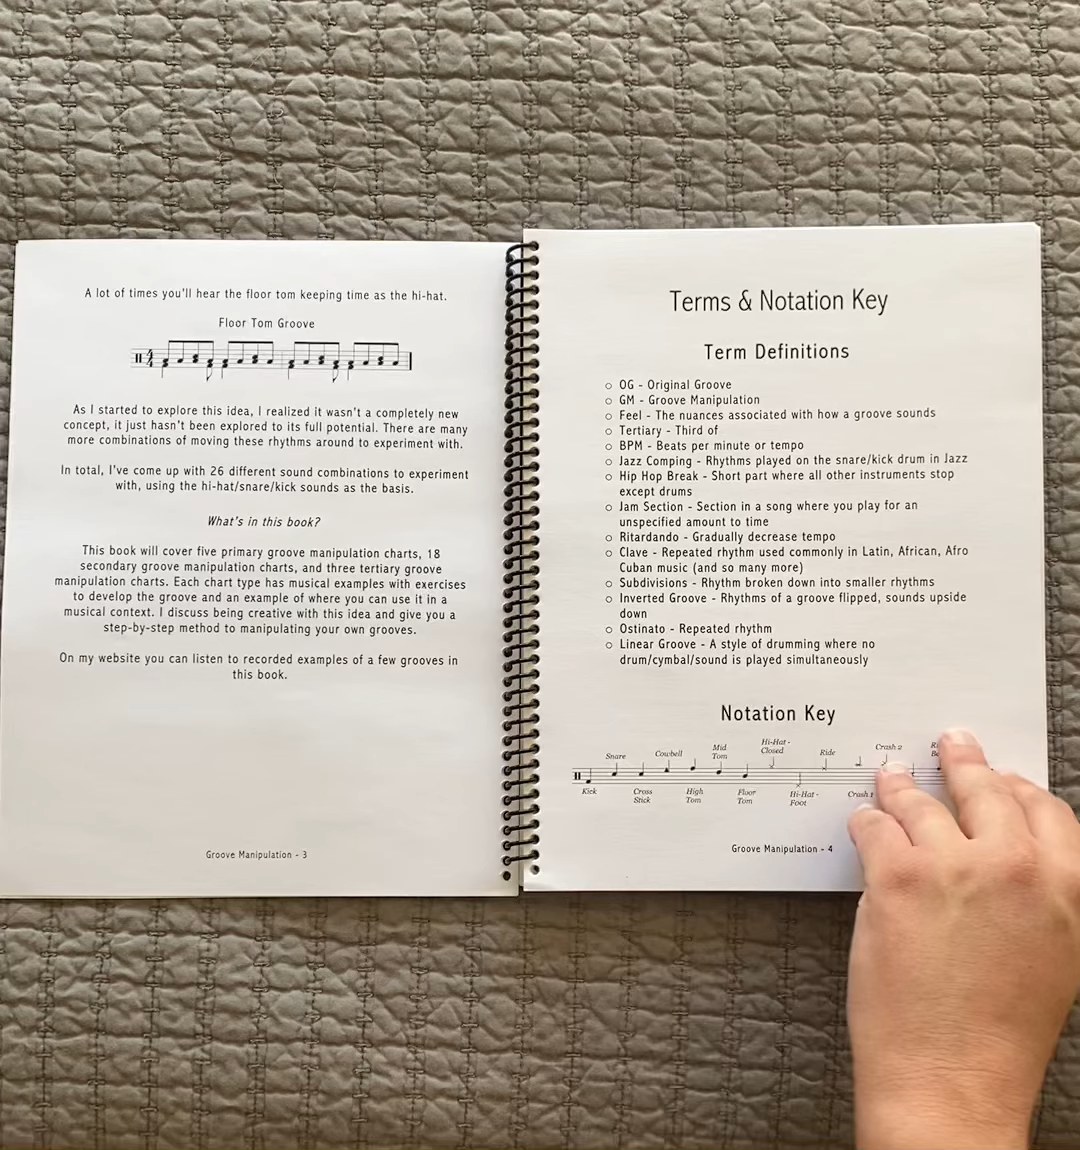 A lot of times you'll hear the floor tom keeping time as the hi-hat.
Floor Tom Groove
4
4
As I started to explore this idea, I realized it wasn't a completely new
concept, it just hasn't been explored to its full potential. There are many
more combinations of moving these rhythms around to experiment with.
In total, I've come up with 26 different sound combinations to experiment
with, using the hi-hat/snare/kick sounds as the basis.
What's in this book?
This book will cover five primary groove manipulation charts, 18
secondary groove manipulation charts, and three tertiary groove
manipulation charts. Each chart type has musical examples with exercises
to develop the groove and an example of where you can use it in a
musical context. I discuss being creative with this idea and give you a
step-by-step method to manipulating your own grooves.
On my website you can listen to recorded examples of a few grooves in
this book.
Groove Manipulation - 3
Terms & Notation Key
Term Definitions
OG - Original Groove
GM - Groove Manipulation
Feel - The nuances associated with how a groove sounds
Tertiary - Third of
BPM - Beats per minute or tempo
Jazz Comping - Rhythms played on the snare/kick drum in Jazz
Hip Hop Break - Short part where all other instruments stop
except drums
Jam Section - Section in a song where you play for an
unspecified amount to time
Ritardando - Gradually decrease tempo
Clave - Repeated rhythm used commonly in Latin, African, Afro
Cuban music (and so many more)
Subdivisions - Rhythm broken down into smaller rhythms
Inverted Groove - Rhythms of a groove flipped, sounds upside
down
Ostinato - Repeated rhythm
Linear Groove - A style of drumming where no
drum/cymbal/sound is played simultaneously
Notation Key
Kick
Snare
Cross
Stick
Cowbell
High
Tom
Mid
Tom
Floor
Tom
Hi-Hat -
Closed
Hi-Hat -
Foot
Ride
Crash 1
Crash 2
Groove Manipulation - 4